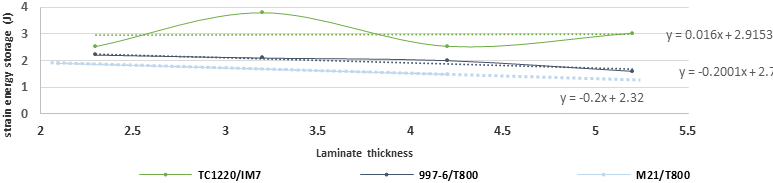 4
3
2
1
0
strain energy storage (J)
y = 0.016x + 2.9153
y = -0.2001x + 2.7
y = -0.2x + 2.32
2 2.5 3 3.5 4 4.5 5 5.5
Laminate thickness
TC1220/IM7 997-6/T800 M21/T800